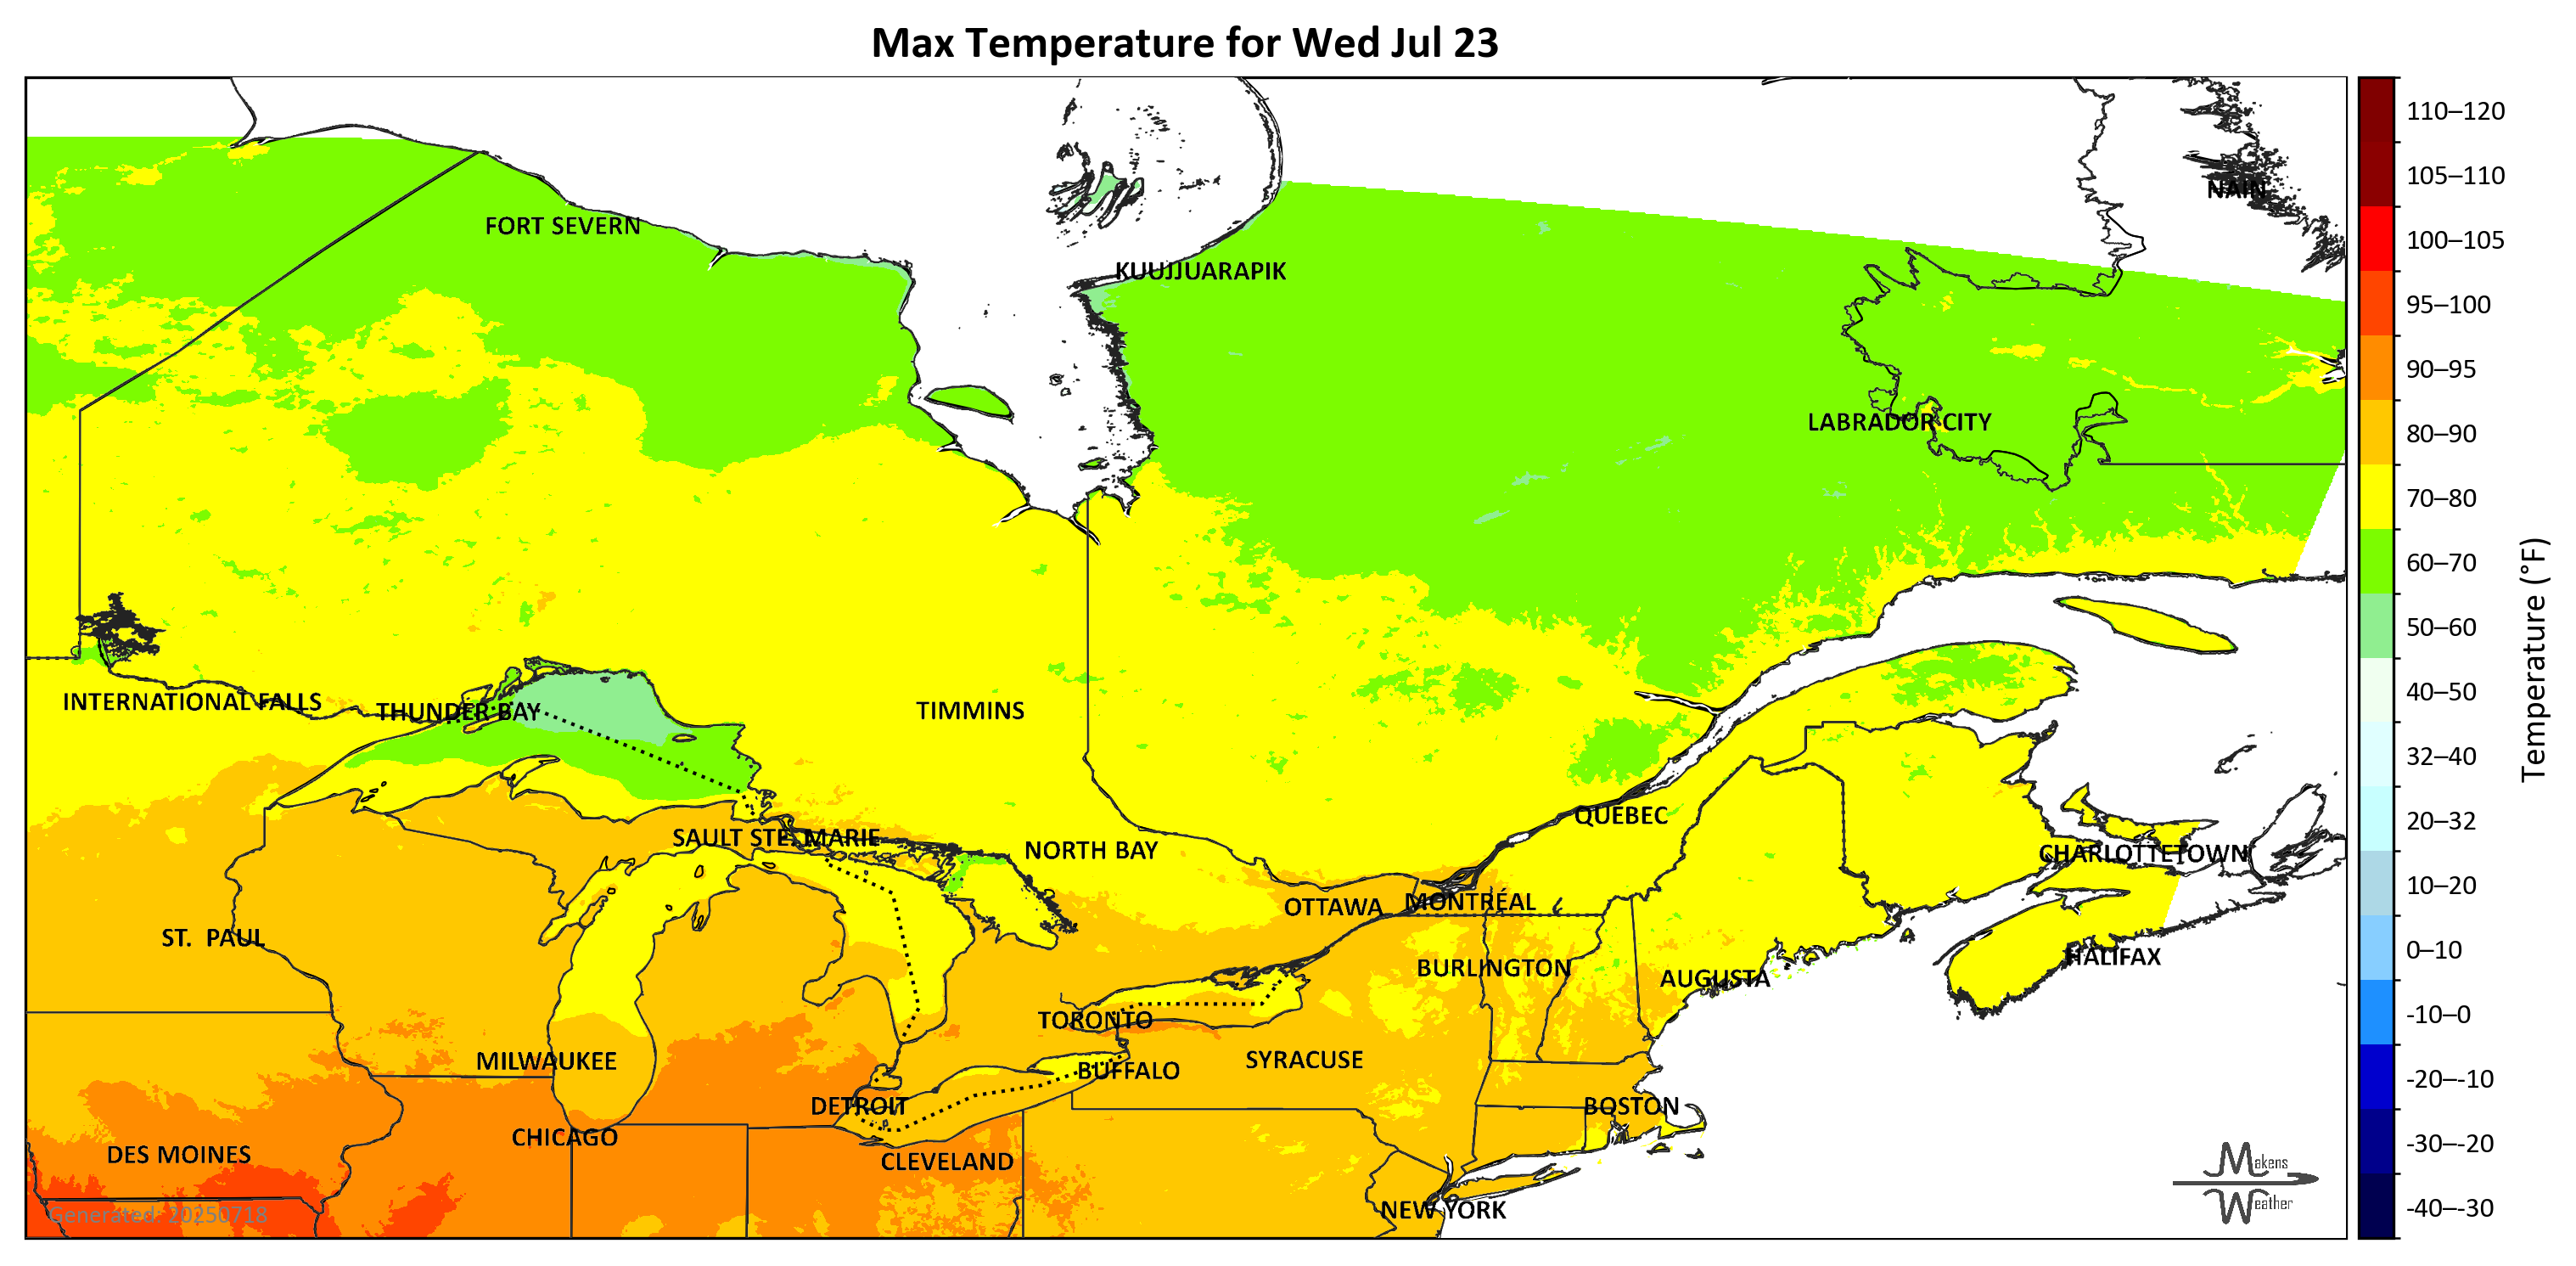 Max Temperature for Wed Jul 23
NAIN
FORT SEVERN
KUUJJUARAPIK
LABRADOR CITY
INTERNATIONAL FALLS
THUNDER BAY
TIMMINS
QUEBEC
SAULT STE. MARIE
NORTH BAY
CHARLOTTETOWN
OTTAWA
MONTRÉAL
ST. PAUL
HALIFAX
BURLINGTON
AUGUSTA
TORONTO
MILWAUKEE
SYRACUSE
BUFFALO
DETROIT
BOSTON
CHICAGO
DES MOINES
CLEVELAND
NEW YORK
Generated: 20250718
Makens
Weather
110–120
105–110
100–105
95–100
90–95
80–90
70–80
60–70
50–60
40–50
32–40
20–32
10–20
0–10
-10–0
-20–-10
-30–-20
-40–-30
Temperature (°F)